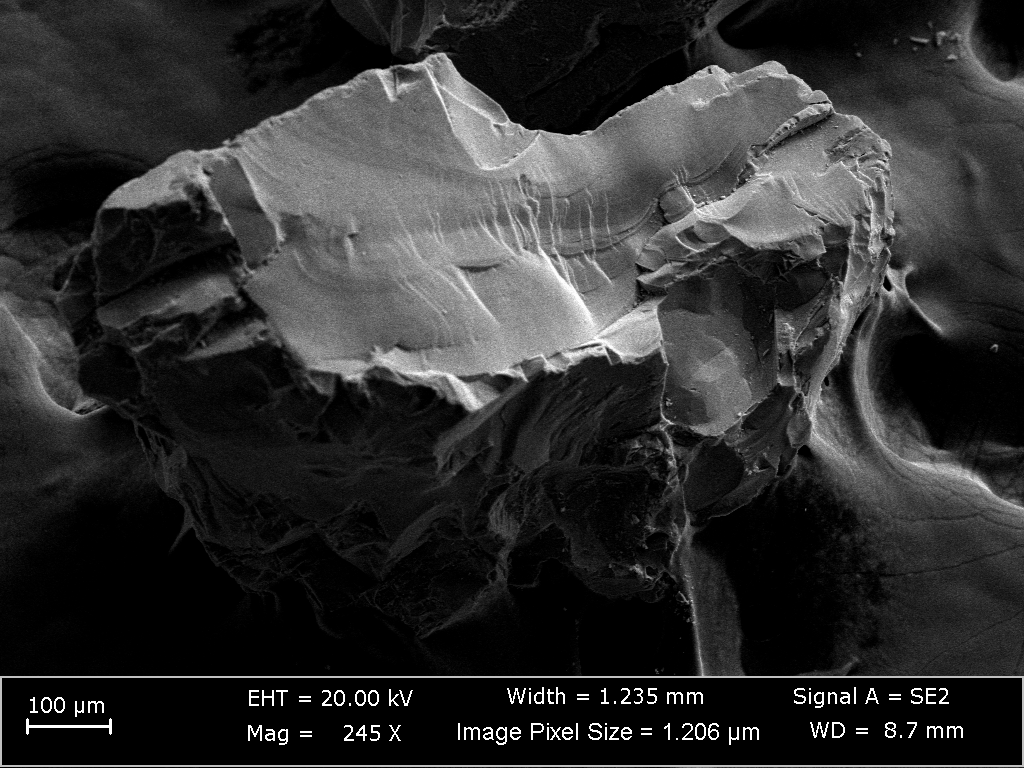 100 µm EHT = 20.00 kV Width = 1.235 mm Signal A = SE2
Mag = 245 X Image Pixel Size = 1.206 µm WD = 8.7 mm